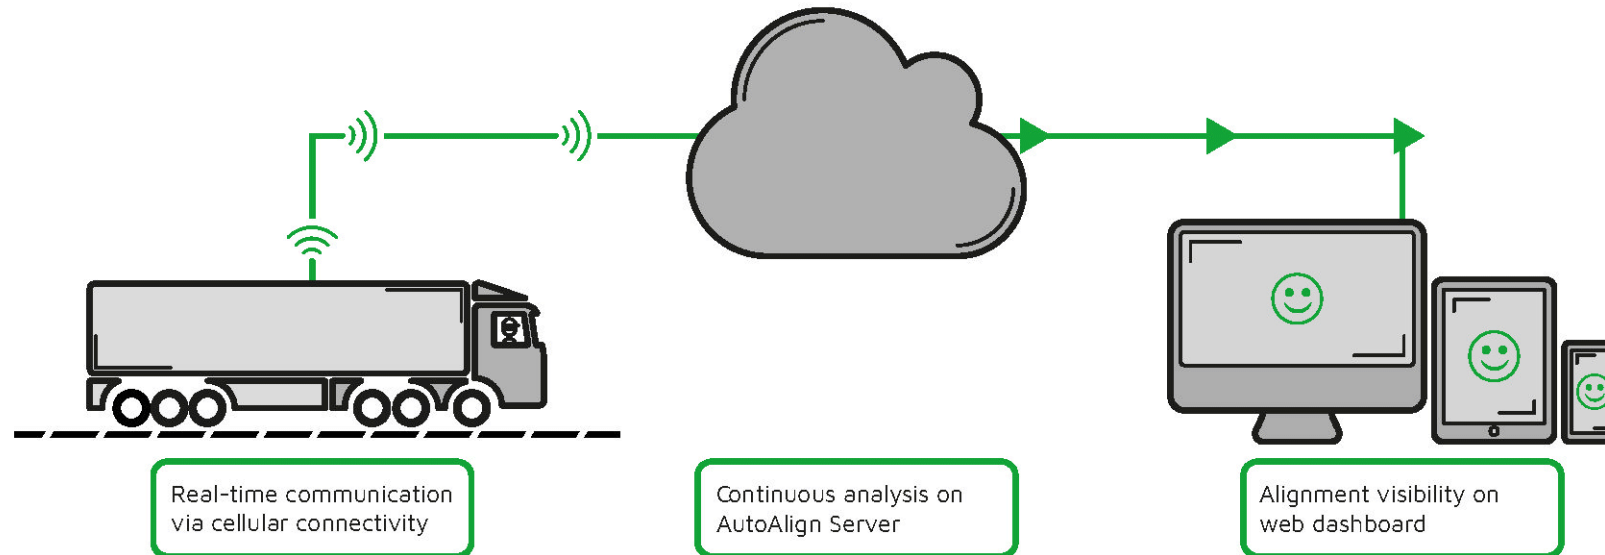 Real-time communication
via cellular connectivity
Continuous analysis on
AutoAlign Server
Alignment visibility on
web dashboard